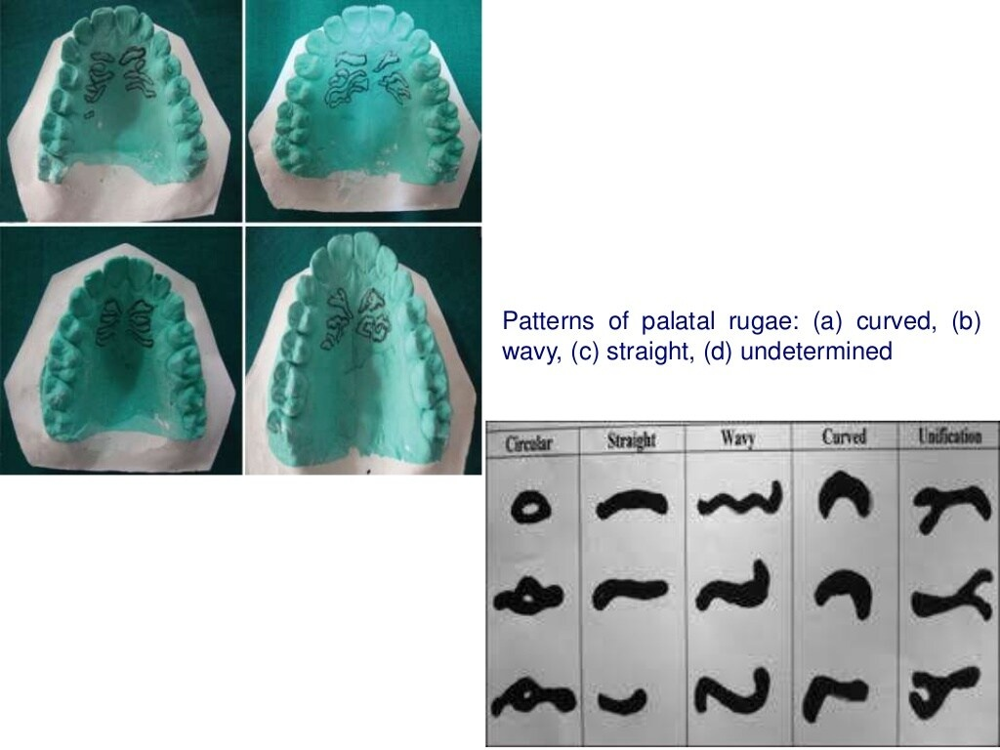 Patterns of palatal rugae: (a) curved, (b)
wavy, (c) straight, (d) undetermined
Circular Straight Wavy Curved Unification